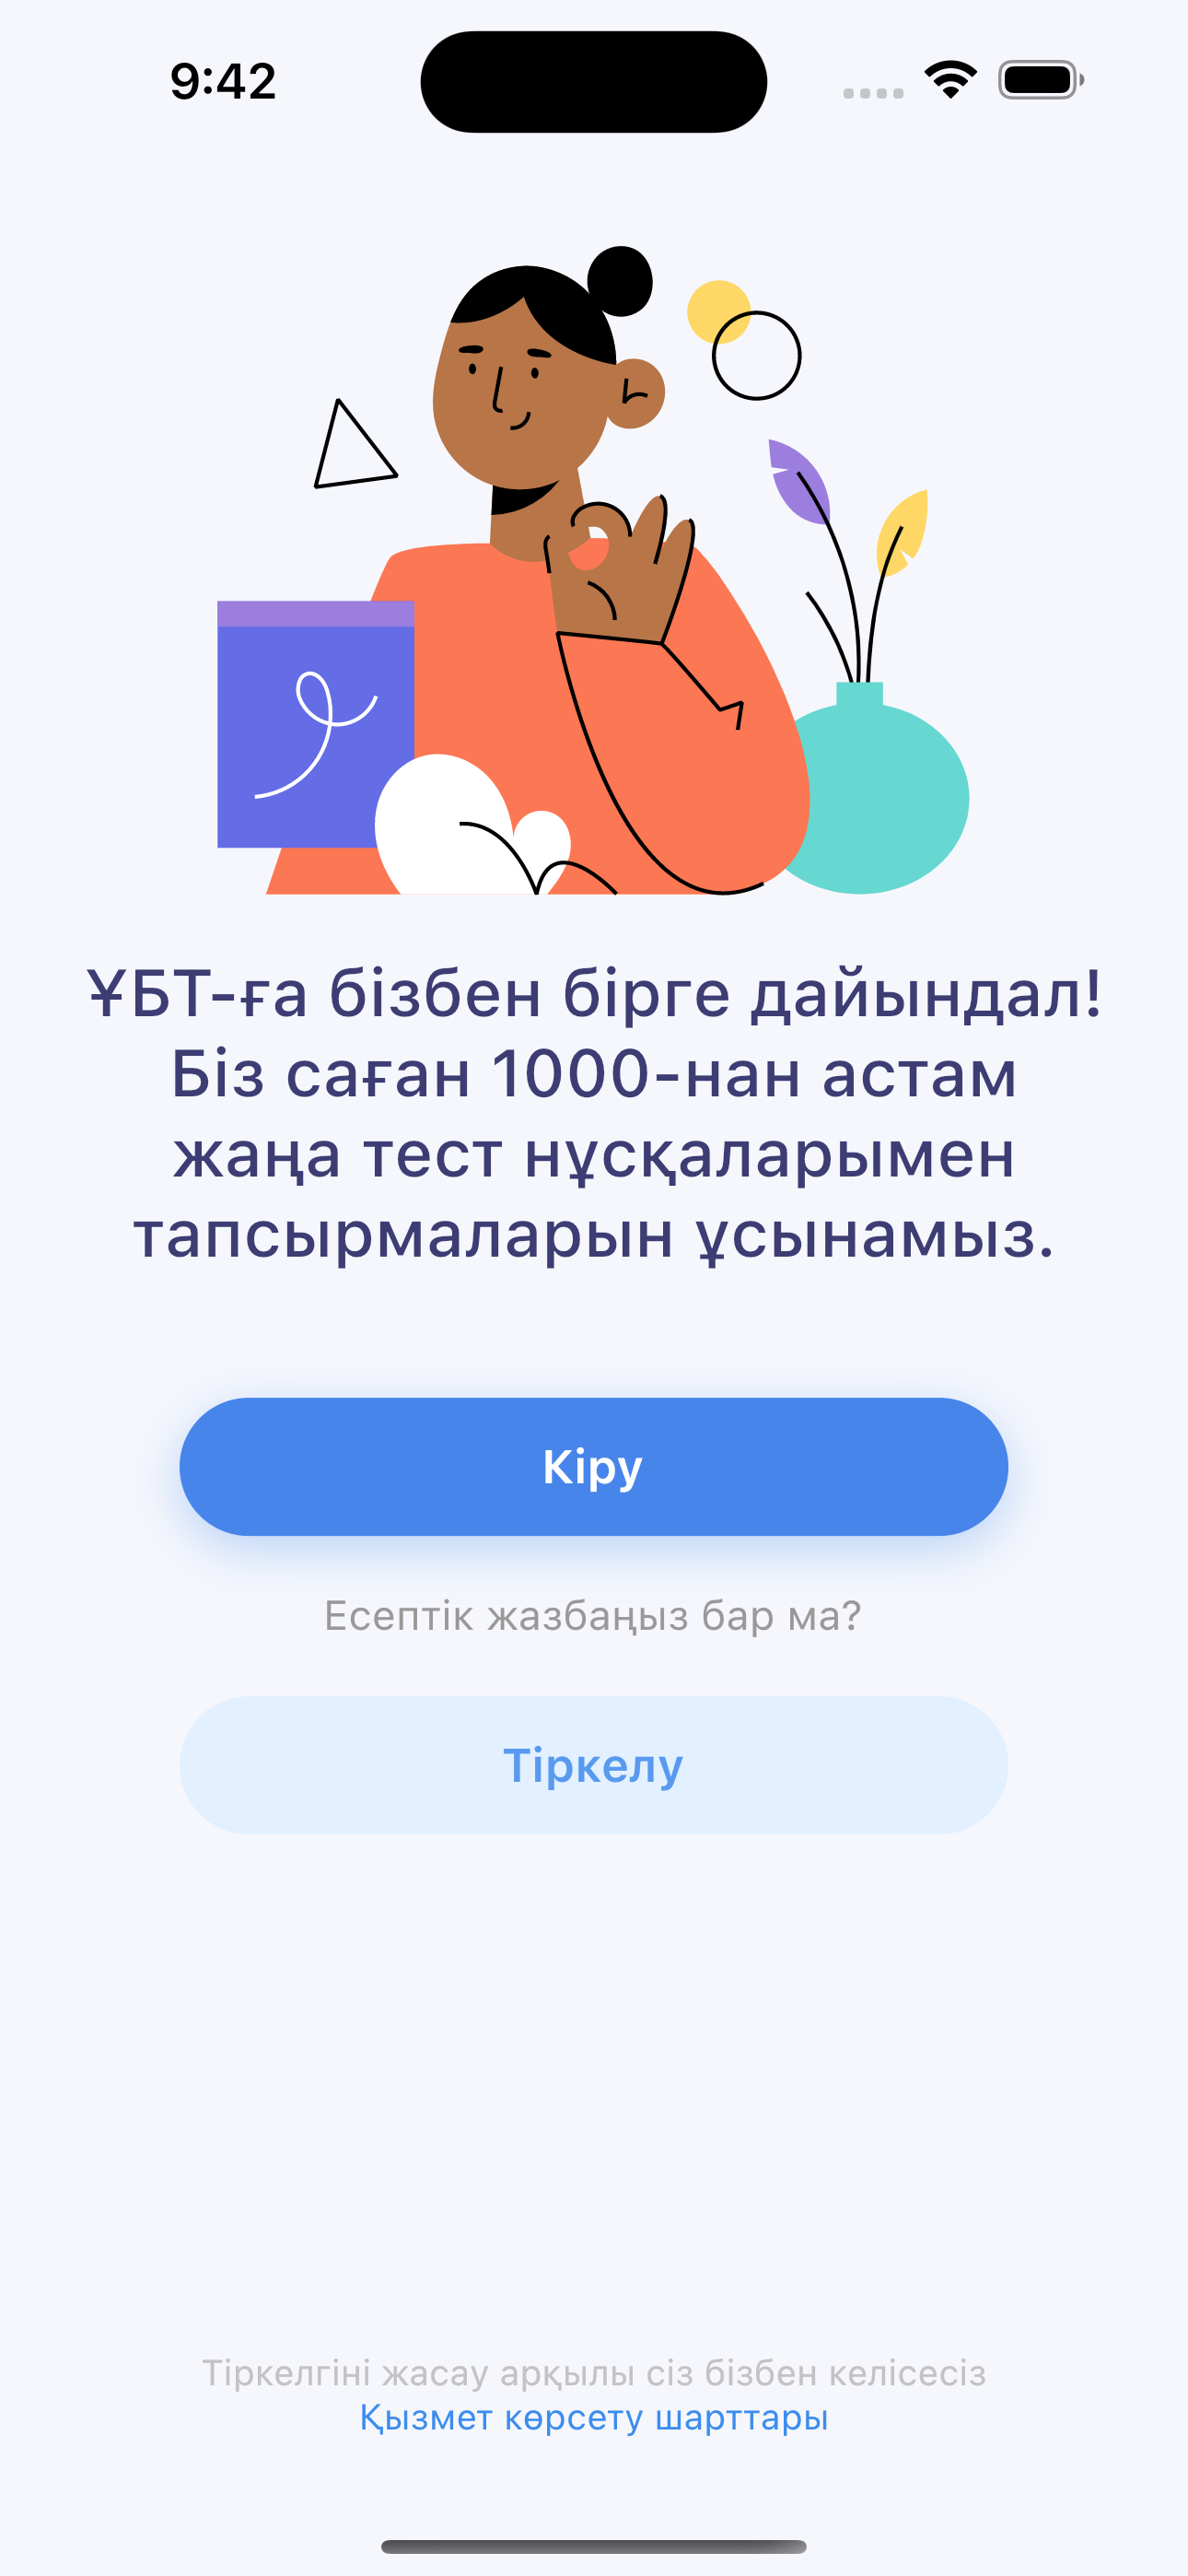 9:42
ҰБТ-ға бізбен бірге дайындал!
Біз саған 1000-нан астам
жаңа тест нұсқаларымен
тапсырмаларын ұсынамыз.
Кіру
Есептік жазбаңыз бар ма?
Тіркелу
Тіркелгіні жасау арқылы сіз бізбен келісесіз
Қызмет көрсету шарттары